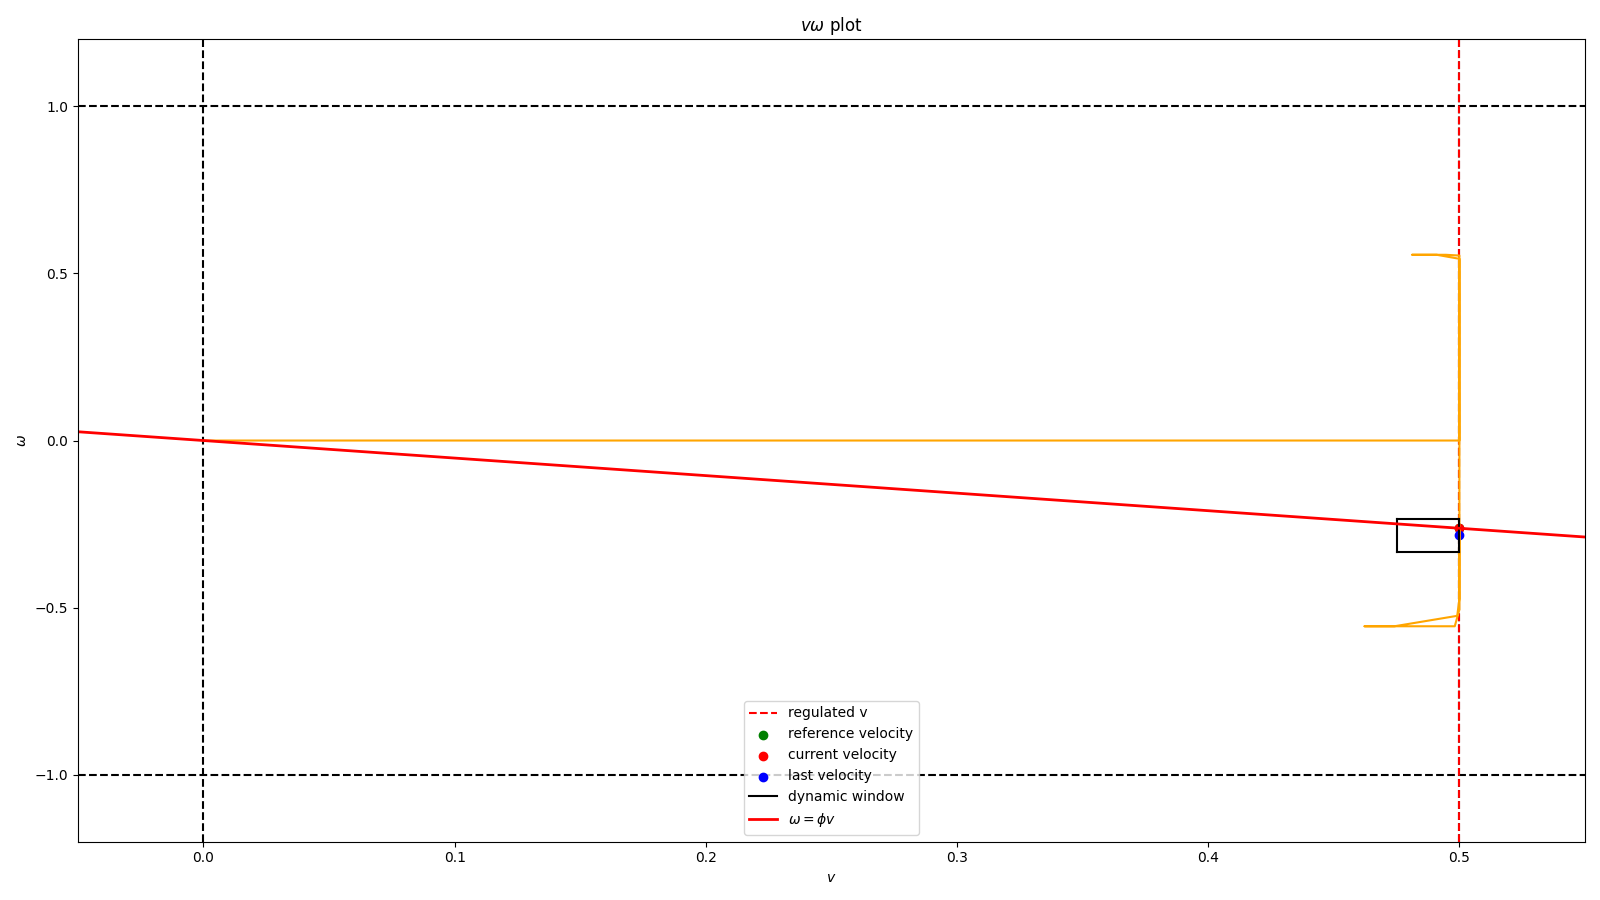 vω plot
1.0
0.5
0.0
−0.5
−1.0
ω
0.0
0.1
0.2
0.3
0.4
0.5
v
regulated v
reference velocity
current velocity
last velocity
dynamic window
ω = ϕv